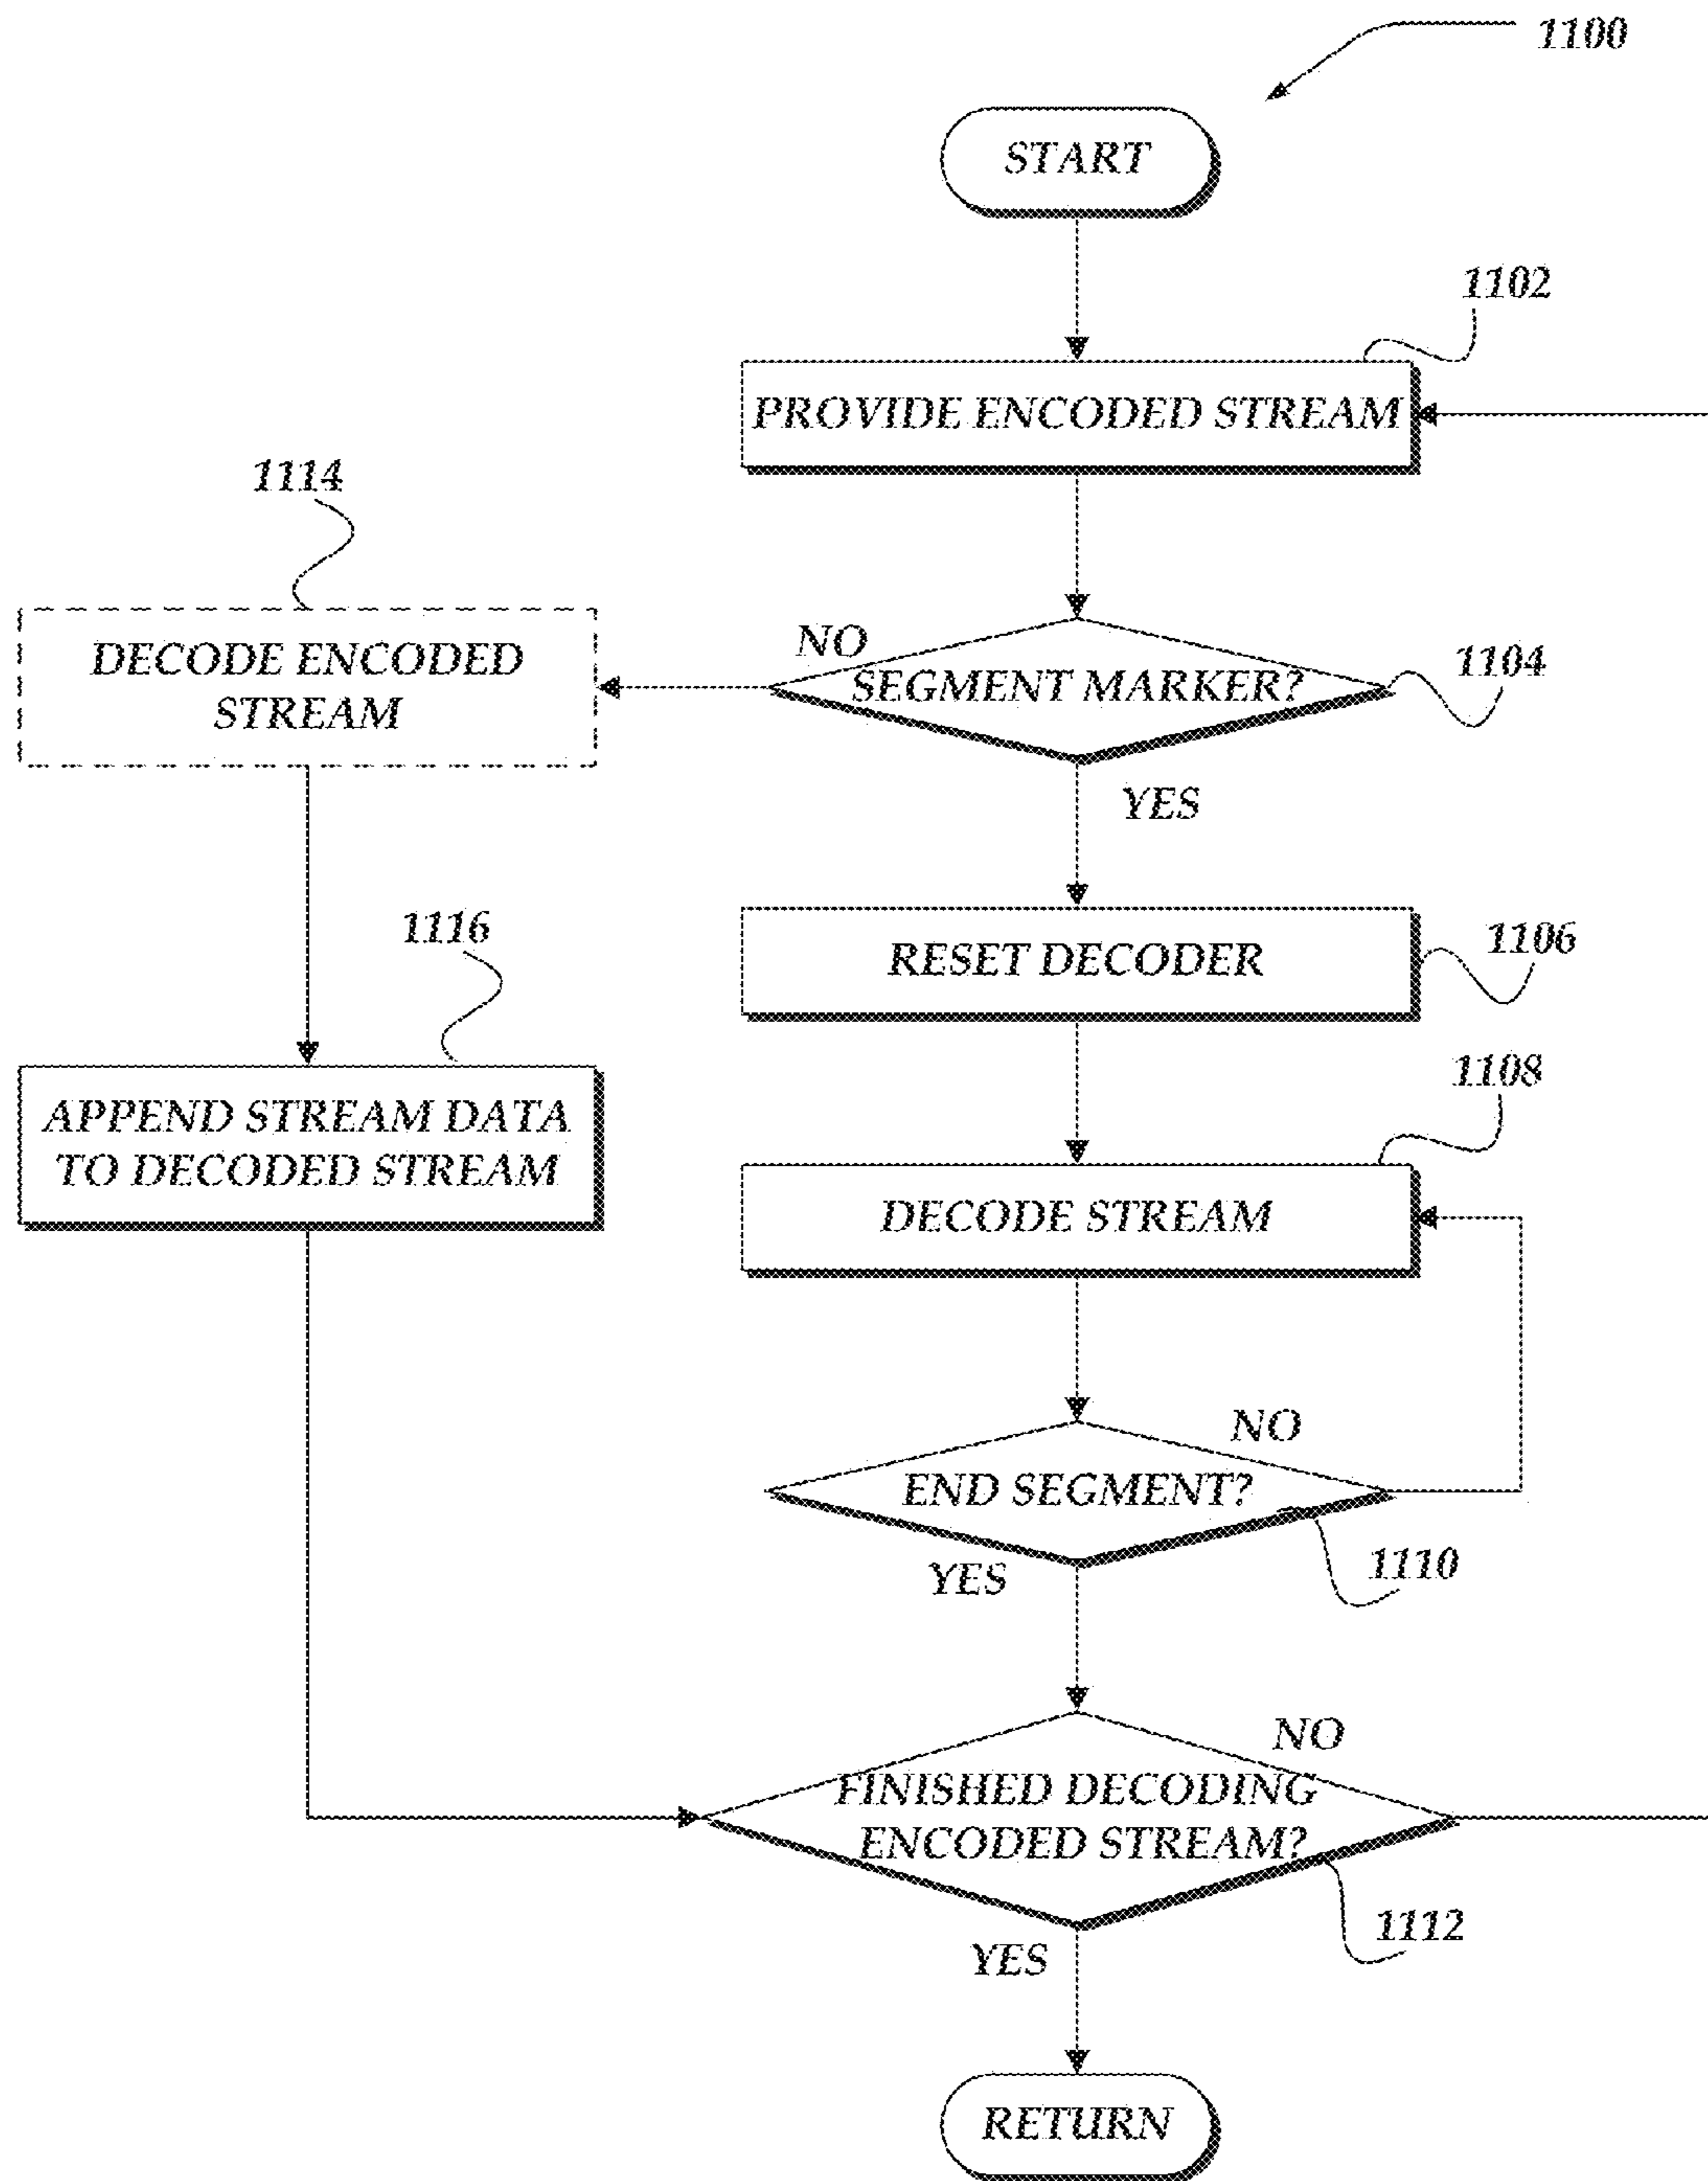 1100
START
1102
PROVIDE ENCODED STREAM
1114
DECODE ENCODED
STREAM
NO
SEGMENT MARKER?
1104
YES
1116
RESET DECODER
1106
APPEND STREAM DATA
TO DECODED STREAM
1108
DECODE STREAM
NO
END SEGMENT?
1110
YES
NO
FINISHED DECODING
ENCODED STREAM?
1112
YES
RETURN